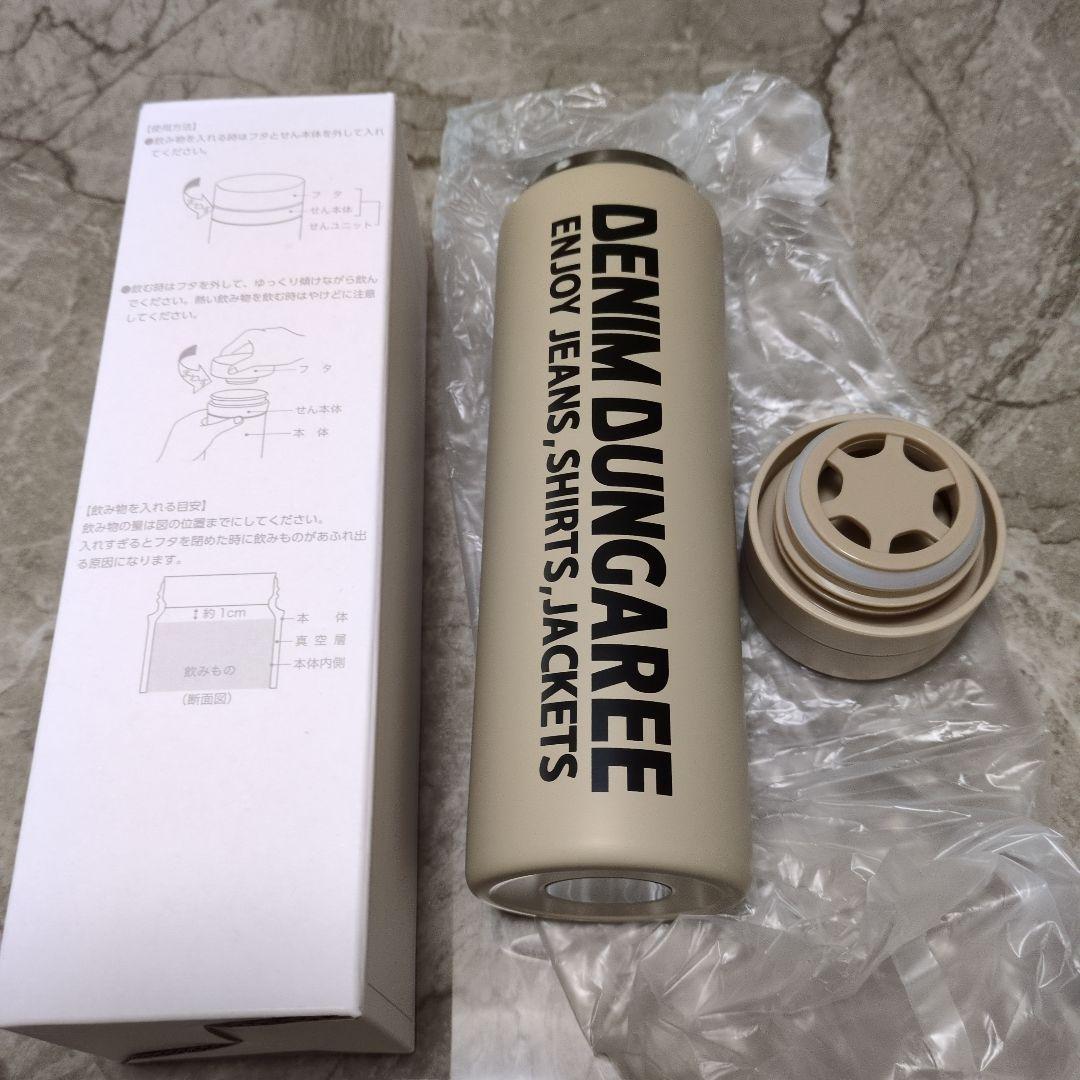 【使用方法】
●飲み物を入れる時はフタとせん本体を外して入れ
てください。
フタ
せん本体
せんユニット
●飲む時はフタを外して、ゆっくり傾けながら飲ん
でください。熱い飲み物を飲む時はやけどに注意
してください。
フタ
せん本体
本体
【飲み物を入れる目安】
飲み物の量は図の位置までにしてください。
入れすぎるとフタを閉めた時に飲みものがあふれ出
る原因になります。
約1cm
本体
真空層
本体内側
飲みもの
(断面図)
DENIM DUNGAREE
ENJOY JEANS,SHIRTS,JACKETS